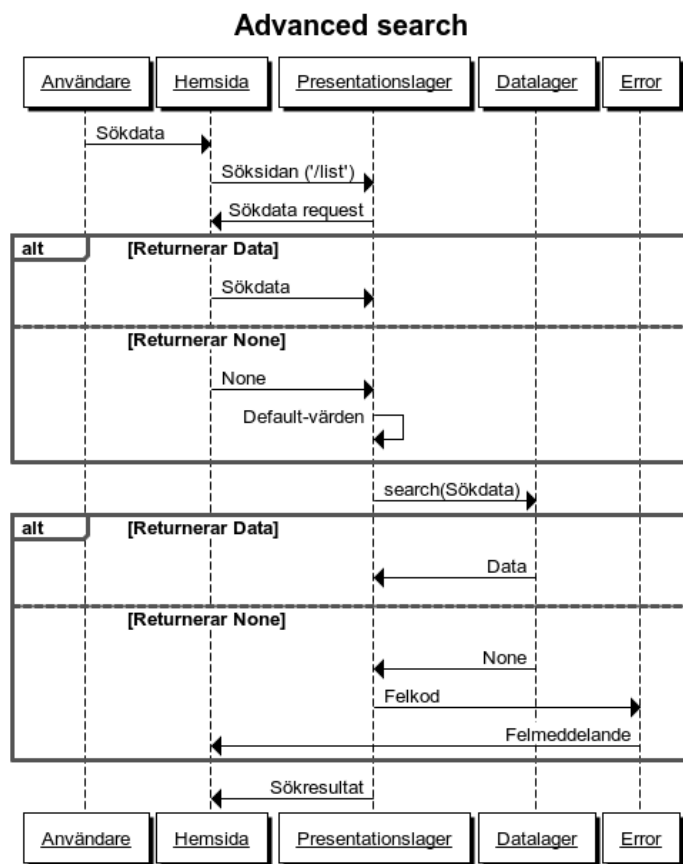 Advanced search
Användare Hemsida Presentationslager Datalager Error
Sökdata
Söksidan ('/list')
Sökdata request
alt [Returnerar Data]
Sökdata
[Returnerar None]
None
Default-värden
search(Sökdata)
alt [Returnerar Data]
Data
[Returnerar None]
None
Felkod
Felmeddelande
Sökresultat
Användare Hemsida Presentationslager Datalager Error